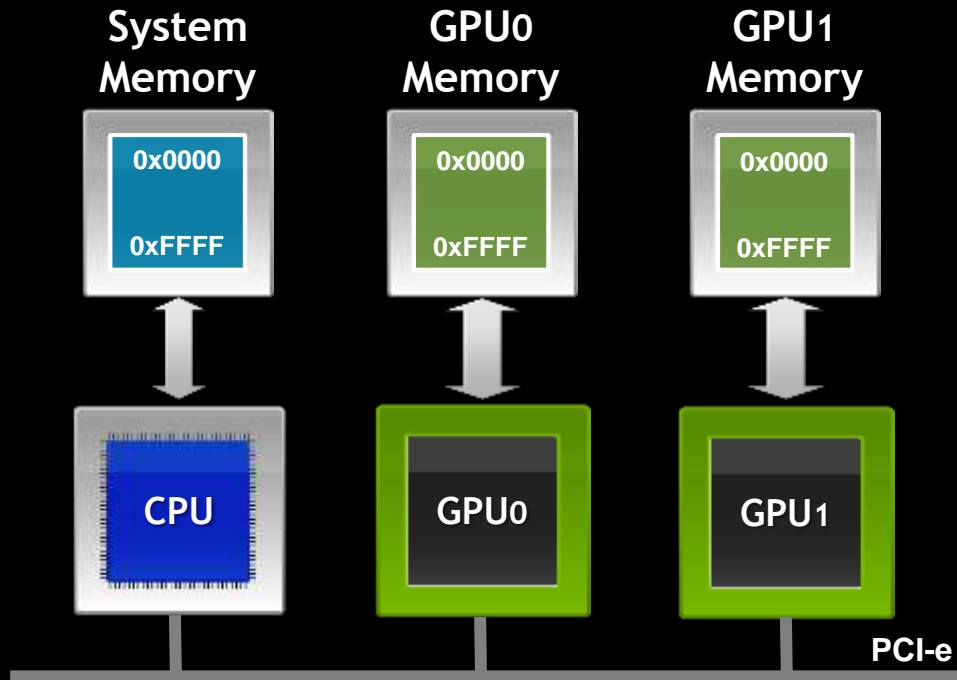 System
Memory
GPU0
Memory
GPU1
Memory
0x0000
0xFFFF
0x0000
0xFFFF
0x0000
0xFFFF
CPU
GPU0
GPU1
PCI-e